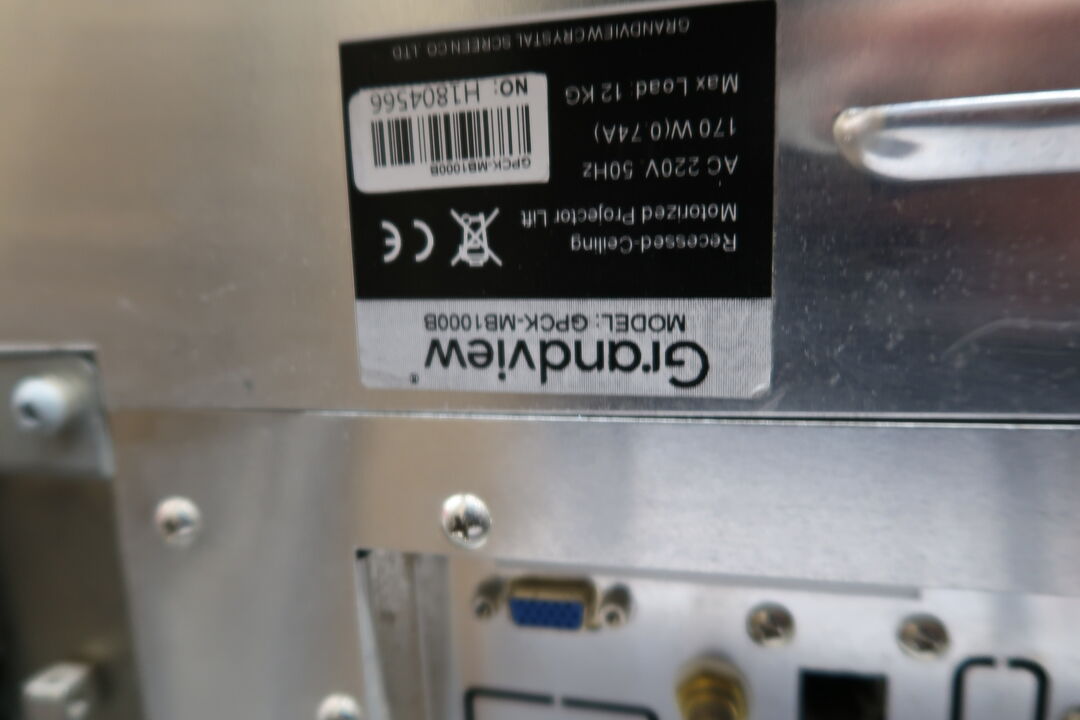 Grandview®
MODEL: GPCK-MB1000B
Recessed-Ceiling
Motorized Projector Lift
AC 220V 50Hz
170 W(0.74A)
Max Load: 12 KG
CE
GPCK-MB1000B
NO: H1804566
GRANDVIEW CRYSTAL SCREEN CO. LTD